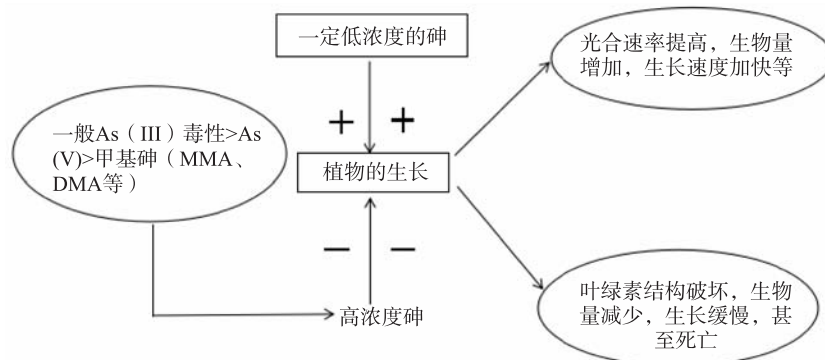 一定低浓度的砷
光合速率提高，生物量
增加，生长速度加快等
一般As（III）毒性>As
(V)>甲基砷（MMA、
DMA等）
+ +
植物的生长
− −
高浓度砷
叶绿素结构破坏，生物
量减少，生长缓慢，甚
至死亡